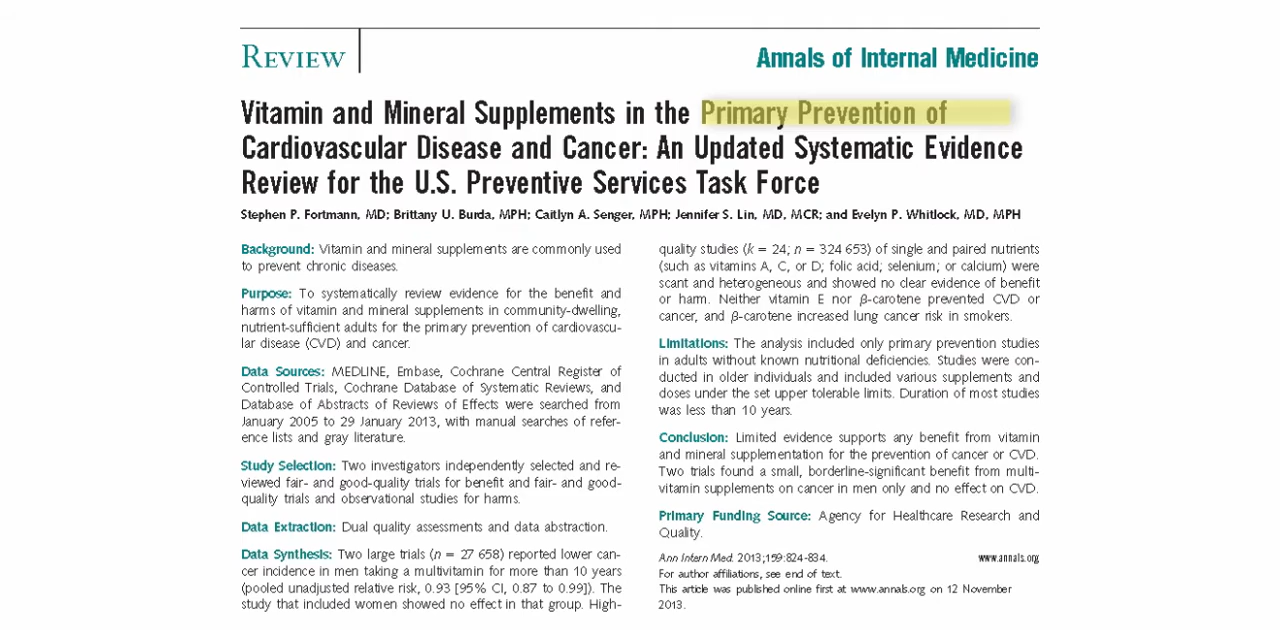 REVIEW
Annals of Internal Medicine
Vitamin and Mineral Supplements in the Primary Prevention of
Cardiovascular Disease and Cancer: An Updated Systematic Evidence
Review for the U.S. Preventive Services Task Force
Stephen P. Fortmann, MD; Brittany U. Burda, MPH; Caitlyn A. Senger, MPH; Jennifer S. Lin, MD, MCR; and Evelyn P. Whitlock, MD, MPH
Background: Vitamin and mineral supplements are commonly used
to prevent chronic diseases.
Purpose: To systematically review evidence for the benefit and
harms of vitamin and mineral supplements in community-dwelling,
nutrient-sufficient adults for the primary prevention of cardiovascu-
lar disease (CVD) and cancer.
Data Sources: MEDLINE, Embase, Cochrane Central Register of
Controlled Trials, Cochrane Database of Systematic Reviews, and
Database of Abstracts of Reviews of Effects were searched from
January 2005 to 29 January 2013, with manual searches of refer-
ence lists and gray literature.
Study Selection: Two investigators independently selected and re-
viewed fair- and good-quality trials for benefit and fair- and good-
quality trials and observational studies for harms.
Data Extraction: Dual quality assessments and data abstraction.
Data Synthesis: Two large trials (n = 27 658) reported lower can-
cer incidence in men taking a multivitamin for more than 10 years
(pooled unadjusted relative risk, 0.93 [95% CI, 0.87 to 0.99]). The
study that included women showed no effect in that group. High-
quality studies (k = 24; n = 324 653) of single and paired nutrients
(such as vitamins A, C, or D; folic acid; selenium; or calcium) were
scant and heterogeneous and showed no clear evidence of benefit
or harm. Neither vitamin E nor β-carotene prevented CVD or
cancer, and β-carotene increased lung cancer risk in smokers.
Limitations: The analysis included only primary prevention studies
in adults without known nutritional deficiencies. Studies were con-
ducted in older individuals and included various supplements and
doses under the set upper tolerable limits. Duration of most studies
was less than 10 years.
Conclusion: Limited evidence supports any benefit from vitamin
and mineral supplementation for the prevention of cancer or CVD.
Two trials found a small, borderline-significant benefit from multi-
vitamin supplements on cancer in men only and no effect on CVD.
Primary Funding Source: Agency for Healthcare Research and
Quality.
Ann Intern Med. 2013;159:824-834. www.annals.org
For author affiliations, see end of text.
This article was published online first at www.annals.org on 12 November
2013.